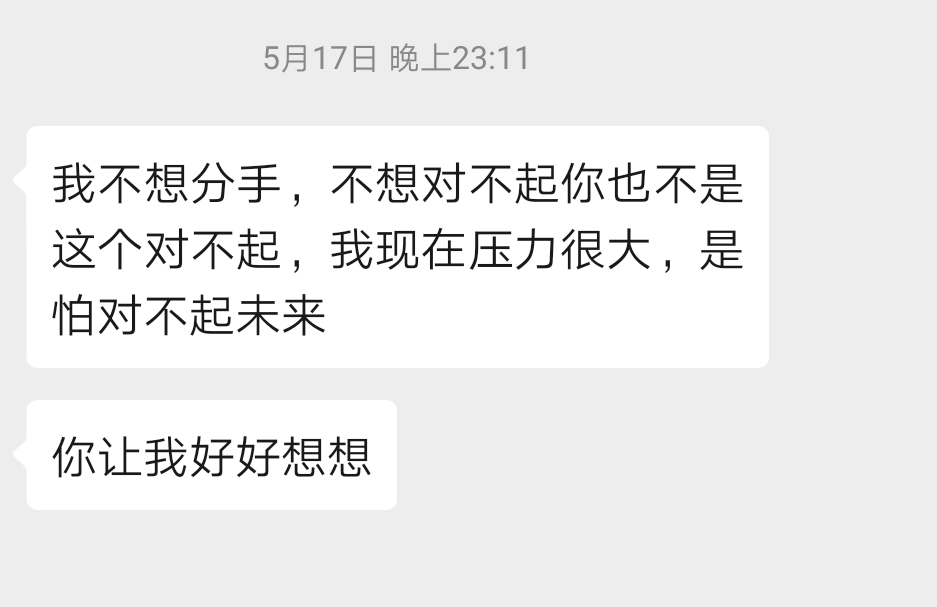 5月17日 晚上23:11
我不想分手，不想对不起你也不是
这个对不起，我现在压力很大，是
怕对不起未来
你让我好好想想